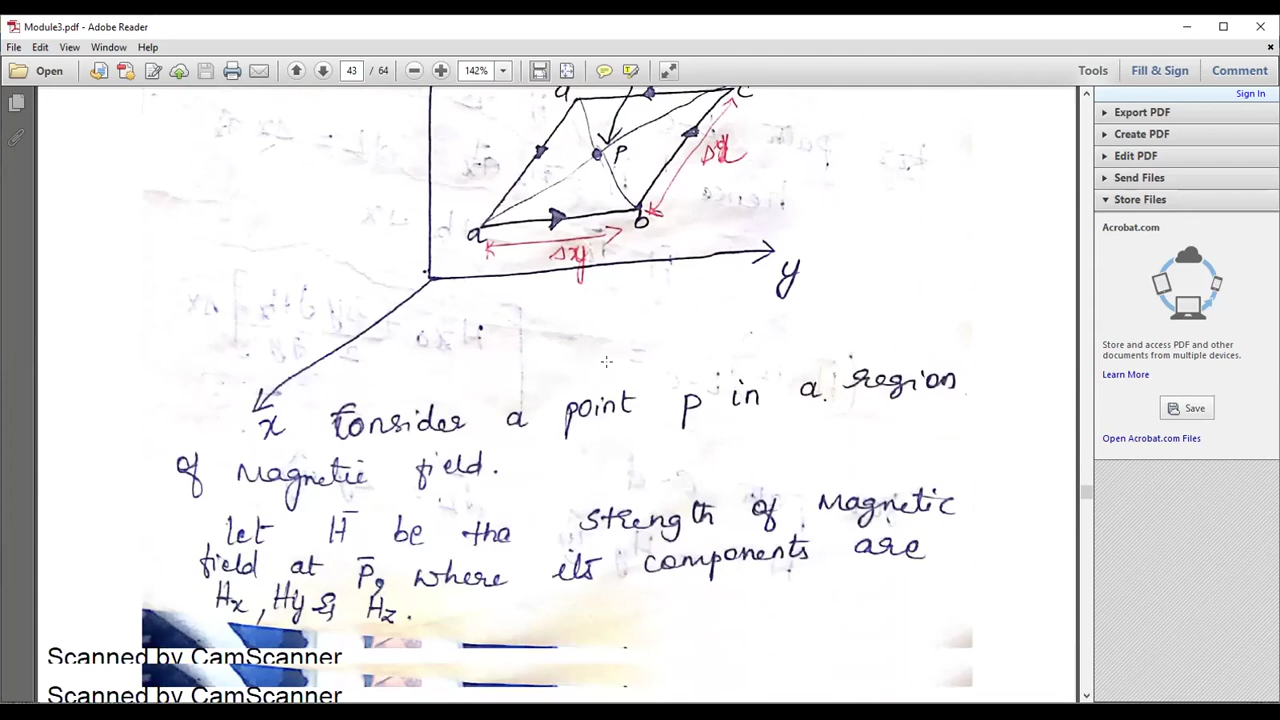 Module3.pdf - Adobe Reader
File Edit View Window Help
Open 43 / 64 142% Tools Fill & Sign Comment
Sign In
Export PDF
Create PDF
Edit PDF
Send Files
Store Files
Acrobat.com
Store and access PDF and other
documents from multiple devices.
Learn More
Save
Open Acrobat.com Files
d c
P Δx
a b
Δy
y
x Consider a point P in a region
of Magnetic field.
let H̄ be the strength of Magnetic
field at P̄, where its components are
Hx, Hy & Hz.
Scanned by CamScanner
Scanned by CamScanner